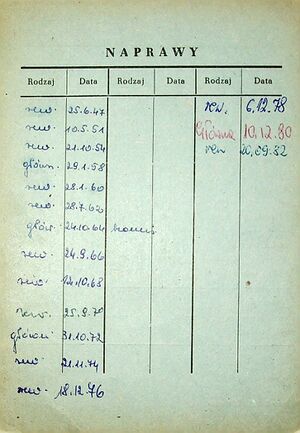 NAPRAWY
Rodzaj Data Rodzaj Data Rodzaj Data
rew. 25.6.47 rew. 6.12.78
rew. 10.5.51 Główna 10.12.80
rew. 21.10.54 rew 20,09.82
główn. 29.1.58
rew. 28.1.60
rew. 28.7.62
głów. 24.10.64
rew. 24.9.66
rew. 12.10.68
rew. 25.9.70
główn. 31.10.72
rew. 21.11.74
rew. 18.12.76